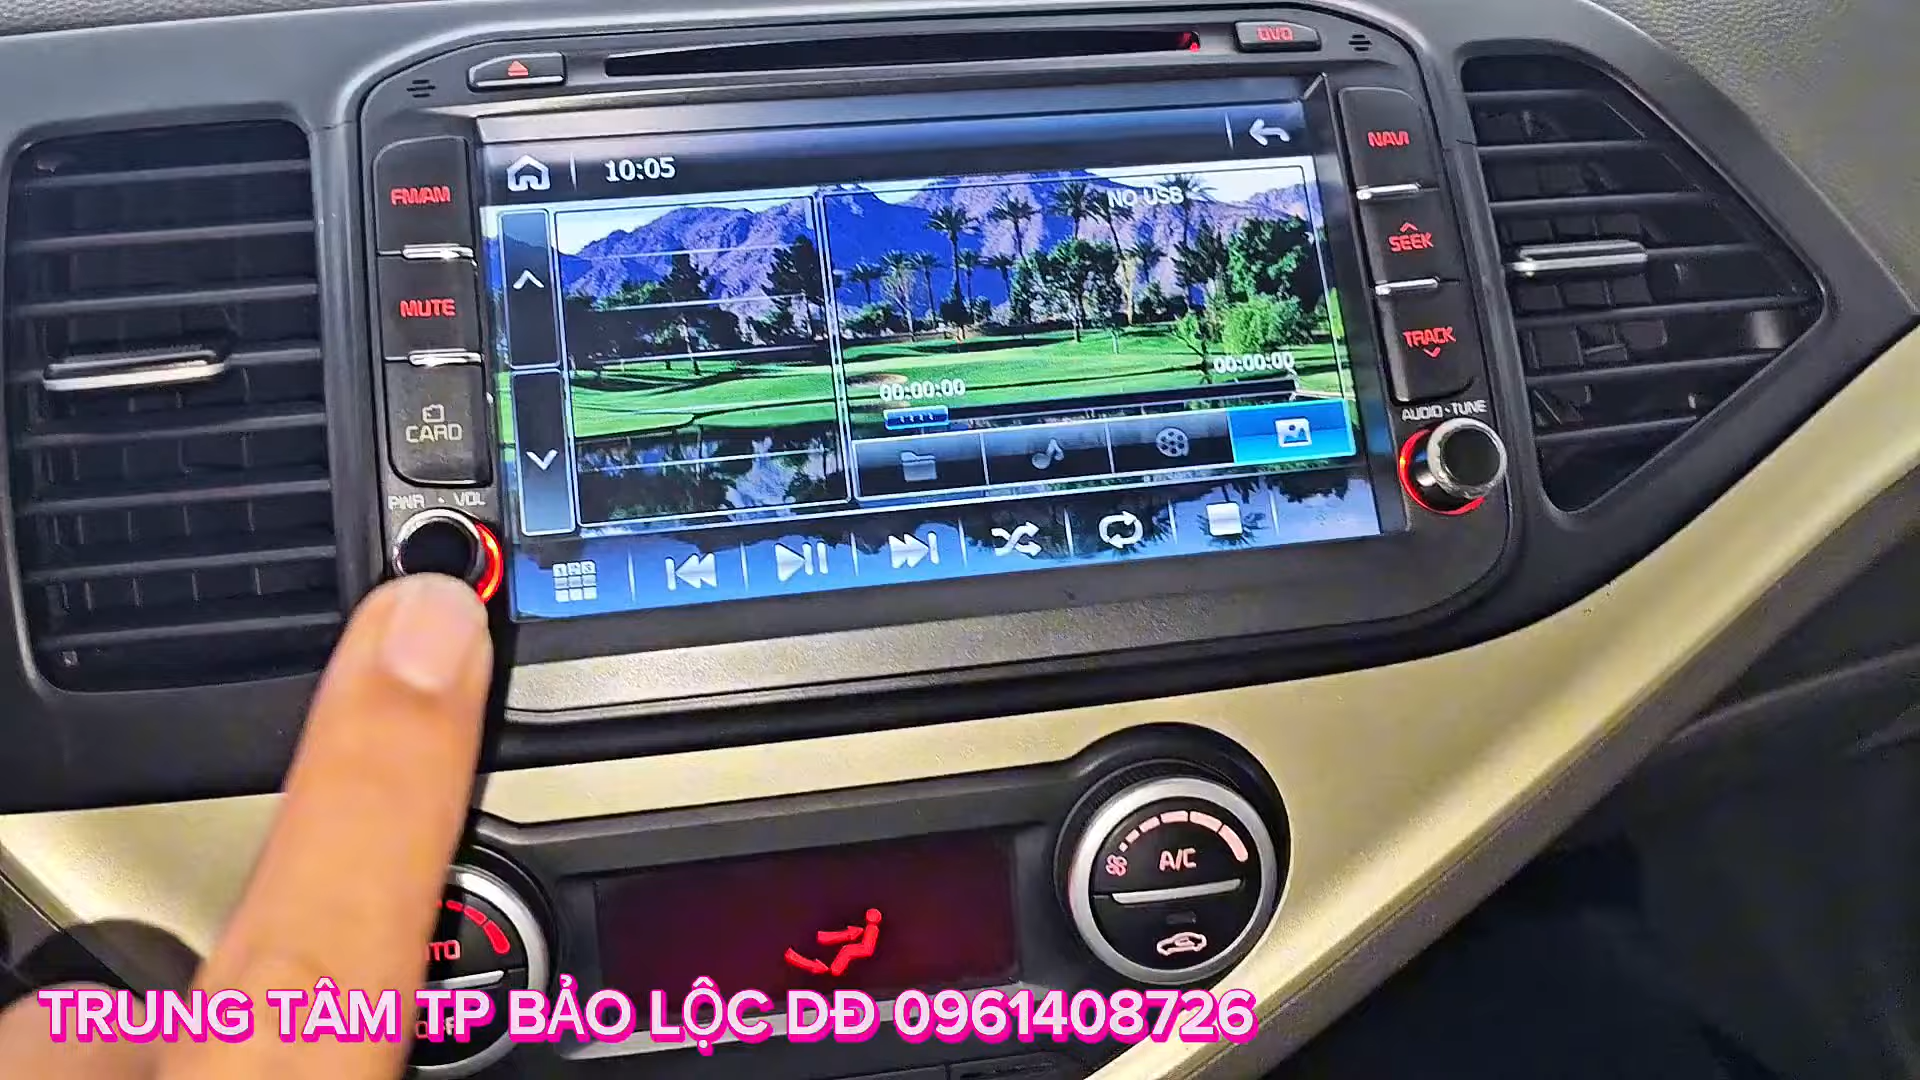 DVD
NAVI
10:05
NO USB
FM/AM
SEEK
MUTE
TRACK
00:00:00
00:00:00
CARD
AUDIO • TUNE
PWR • VOL
A/C
TRUNG TÂM TP BẢO LỘC DĐ 0961408726